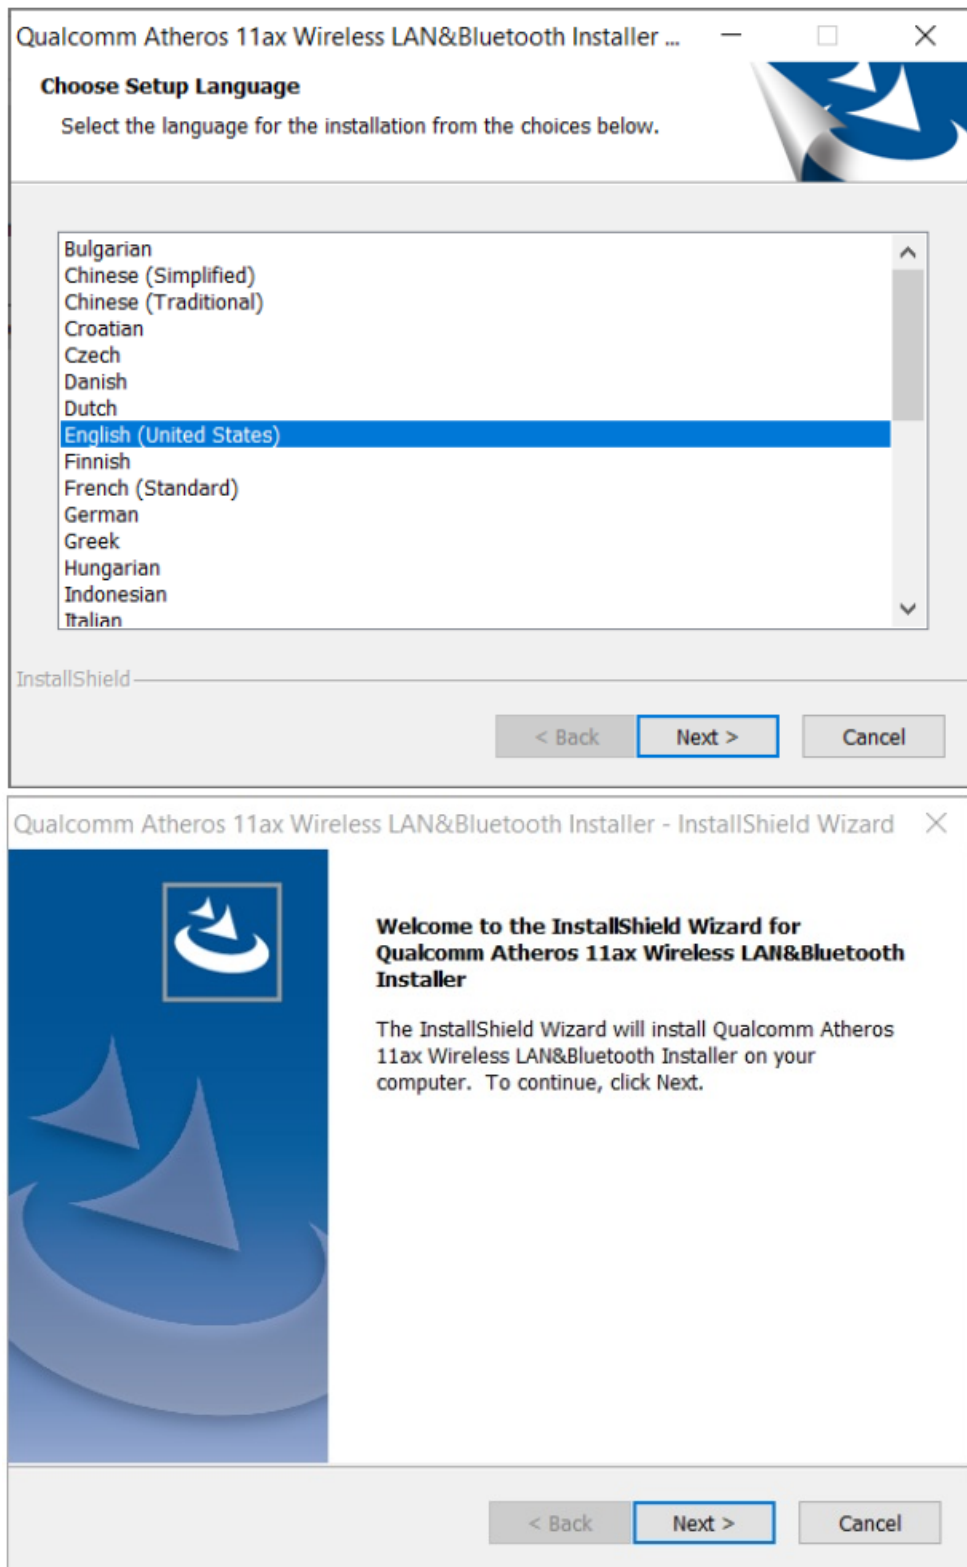 Qualcomm Atheros 11ax Wireless LAN&Bluetooth Installer ...
Choose Setup Language
Select the language for the installation from the choices below.
Bulgarian
Chinese (Simplified)
Chinese (Traditional)
Croatian
Czech
Danish
Dutch
English (United States)
Finnish
French (Standard)
German
Greek
Hungarian
Indonesian
Italian
InstallShield
< Back Next > Cancel
Qualcomm Atheros 11ax Wireless LAN&Bluetooth Installer - InstallShield Wizard
Welcome to the InstallShield Wizard for
Qualcomm Atheros 11ax Wireless LAN&Bluetooth
Installer
The InstallShield Wizard will install Qualcomm Atheros
11ax Wireless LAN&Bluetooth Installer on your
computer.  To continue, click Next.
< Back Next > Cancel